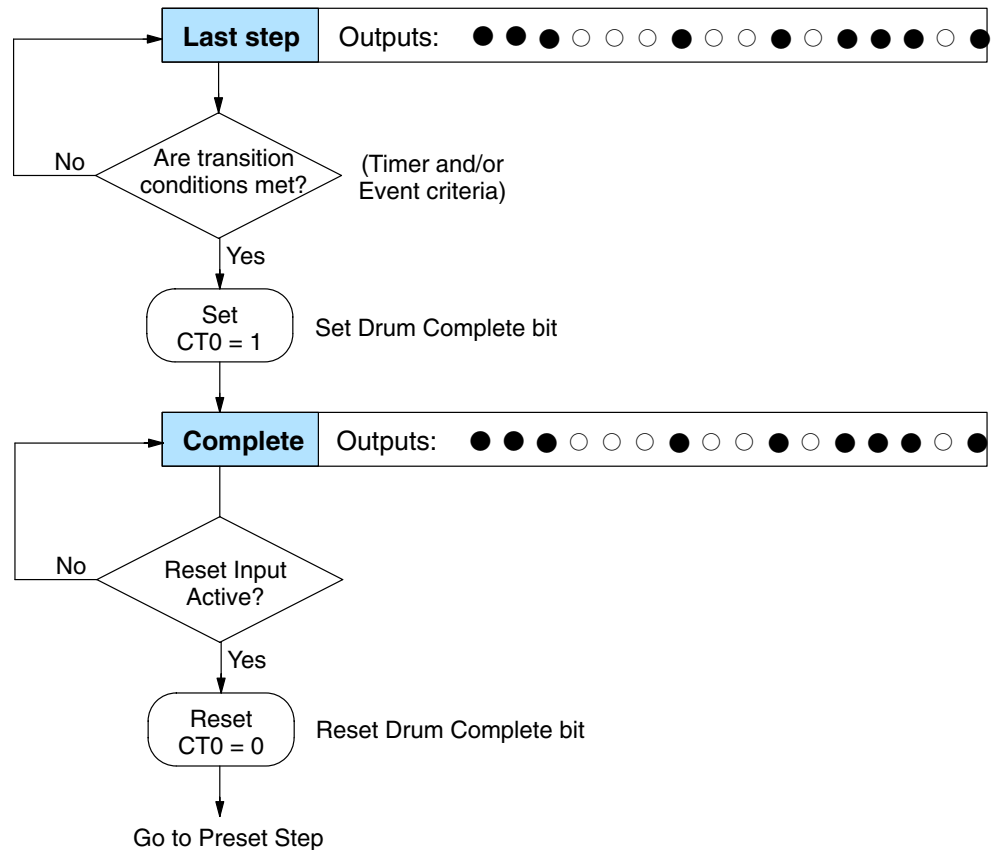 Last step Outputs:
No
Are transition
conditions met?
(Timer and/or
Event criteria)
Yes
Set
CT0 = 1
Set Drum Complete bit
Complete Outputs:
No
Reset Input
Active?
Yes
Reset
CT0 = 0
Reset Drum Complete bit
Go to Preset Step